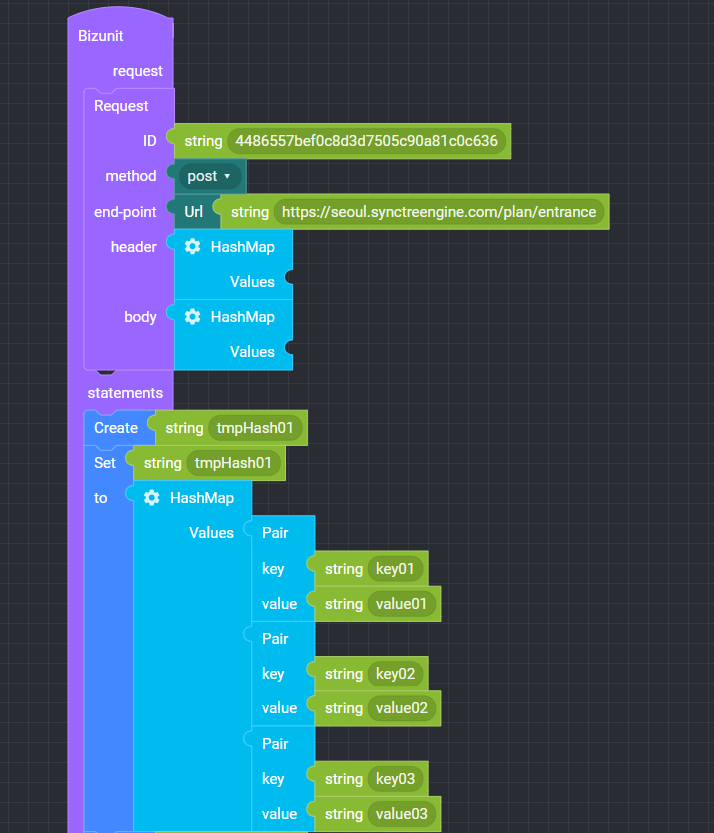 Bizunit
request
Request
ID string 4486557bef0c8d3d7505c90a81c0c636
method post
end-point Url string https://seoul.synctreengine.com/plan/entrance
header HashMap
Values
body HashMap
Values
statements
Create string tmpHash01
Set string tmpHash01
to HashMap
Values Pair
key string key01
value string value01
Pair
key string key02
value string value02
Pair
key string key03
value string value03